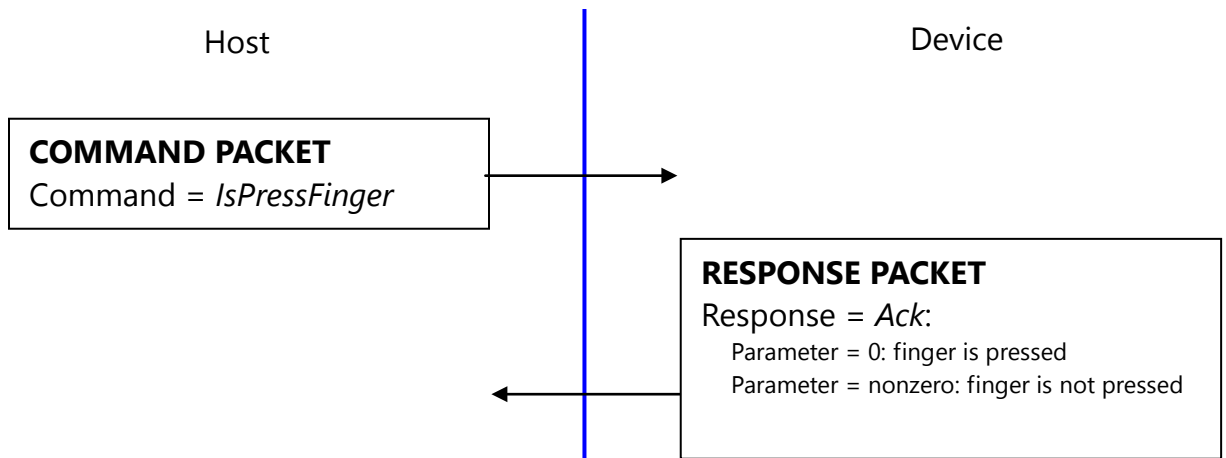 Host
Device
COMMAND PACKET
Command = IsPressFinger
RESPONSE PACKET
Response = Ack:
Parameter = 0: finger is pressed
Parameter = nonzero: finger is not pressed